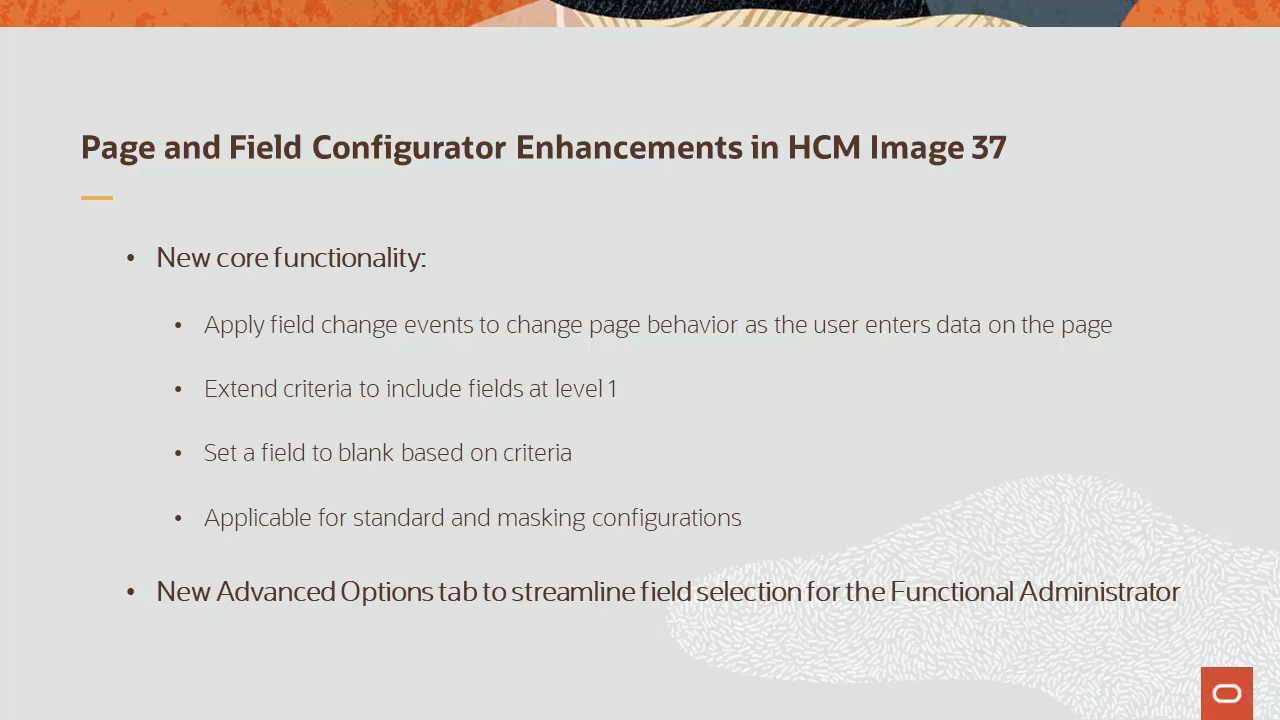 Page and Field Configurator Enhancements in HCM Image 37
• New core functionality:
• Apply field change events to change page behavior as the user enters data on the page
• Extend criteria to include fields at level 1
• Set a field to blank based on criteria
• Applicable for standard and masking configurations
• New Advanced Options tab to streamline field selection for the Functional Administrator